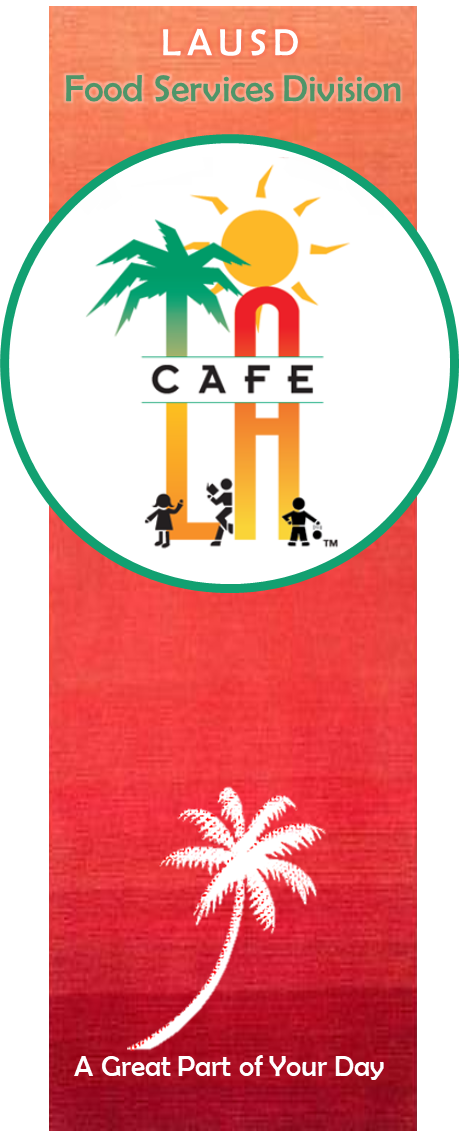 LAUSD
Food Services Division
CAFE
LA
TM
A Great Part of Your Day